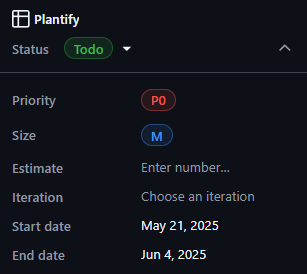 Plantify
Status Todo
Priority P0
Size M
Estimate Enter number...
Iteration Choose an iteration
Start date May 21, 2025
End date Jun 4, 2025